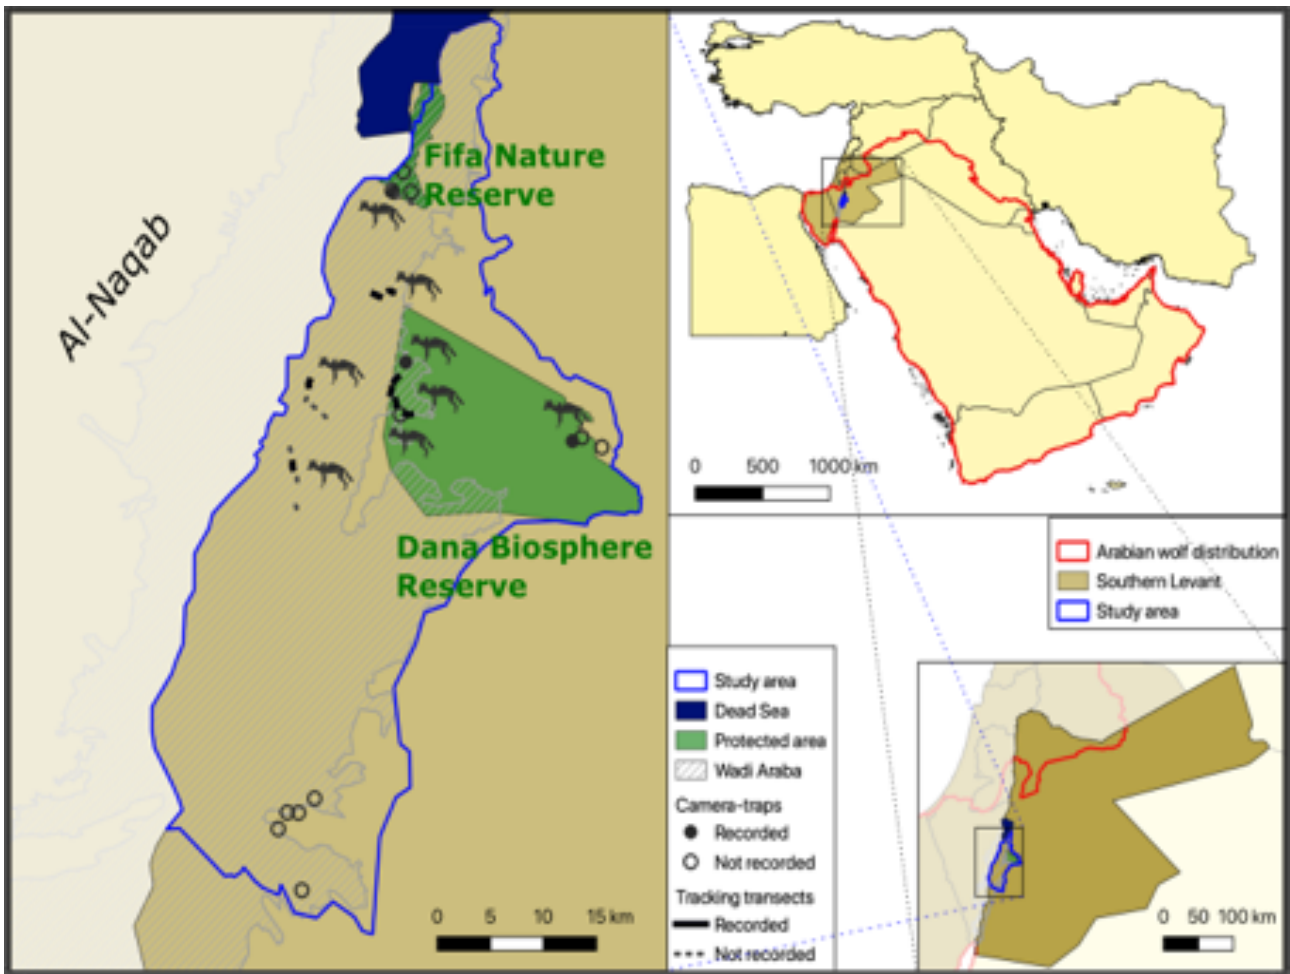 Fifa Nature
Reserve
Al-Naqab
Dana Biosphere
Reserve
0 5 10 15 km
0 500 1000 km
Arabian wolf distribution
Southern Levant
Study area
Study area
Dead Sea
Protected area
Wadi Araba
Camera-traps
Recorded
Not recorded
Tracking transects
Recorded
Not recorded
0 50 100 km